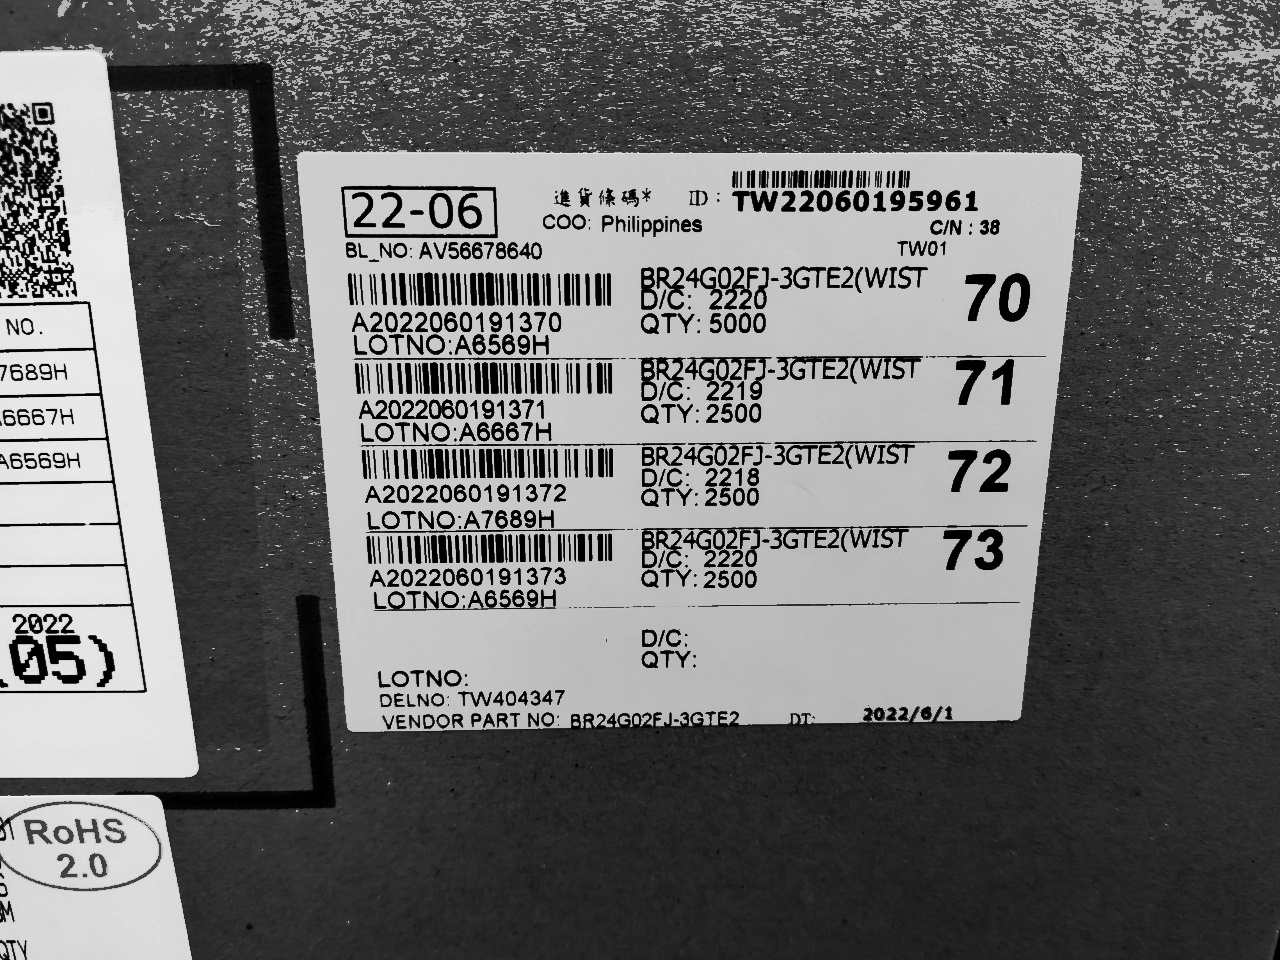 NO.
7689H
A6667H
A6569H
2022
(05)
RoHS
2.0
QTY
22-06
進貨條碼* ID: TW22060195961
COO: Philippines
C/N : 38
BL_NO: AV56678640
TW01
BR24G02FJ-3GTE2(WIST
70
D/C: 2220
A2022060191370
QTY: 5000
LOTNO:A6569H
BR24G02FJ-3GTE2(WIST
71
D/C: 2219
A2022060191371
QTY: 2500
LOTNO:A6667H
BR24G02FJ-3GTE2(WIST
72
D/C: 2218
A2022060191372
QTY: 2500
LOTNO:A7689H
BR24G02FJ-3GTE2(WIST
73
D/C: 2220
A2022060191373
QTY: 2500
LOTNO:A6569H
D/C:
QTY:
LOTNO:
DELNO: TW404347
VENDOR PART NO: BR24G02FJ-3GTE2 DT: 2022/6/1